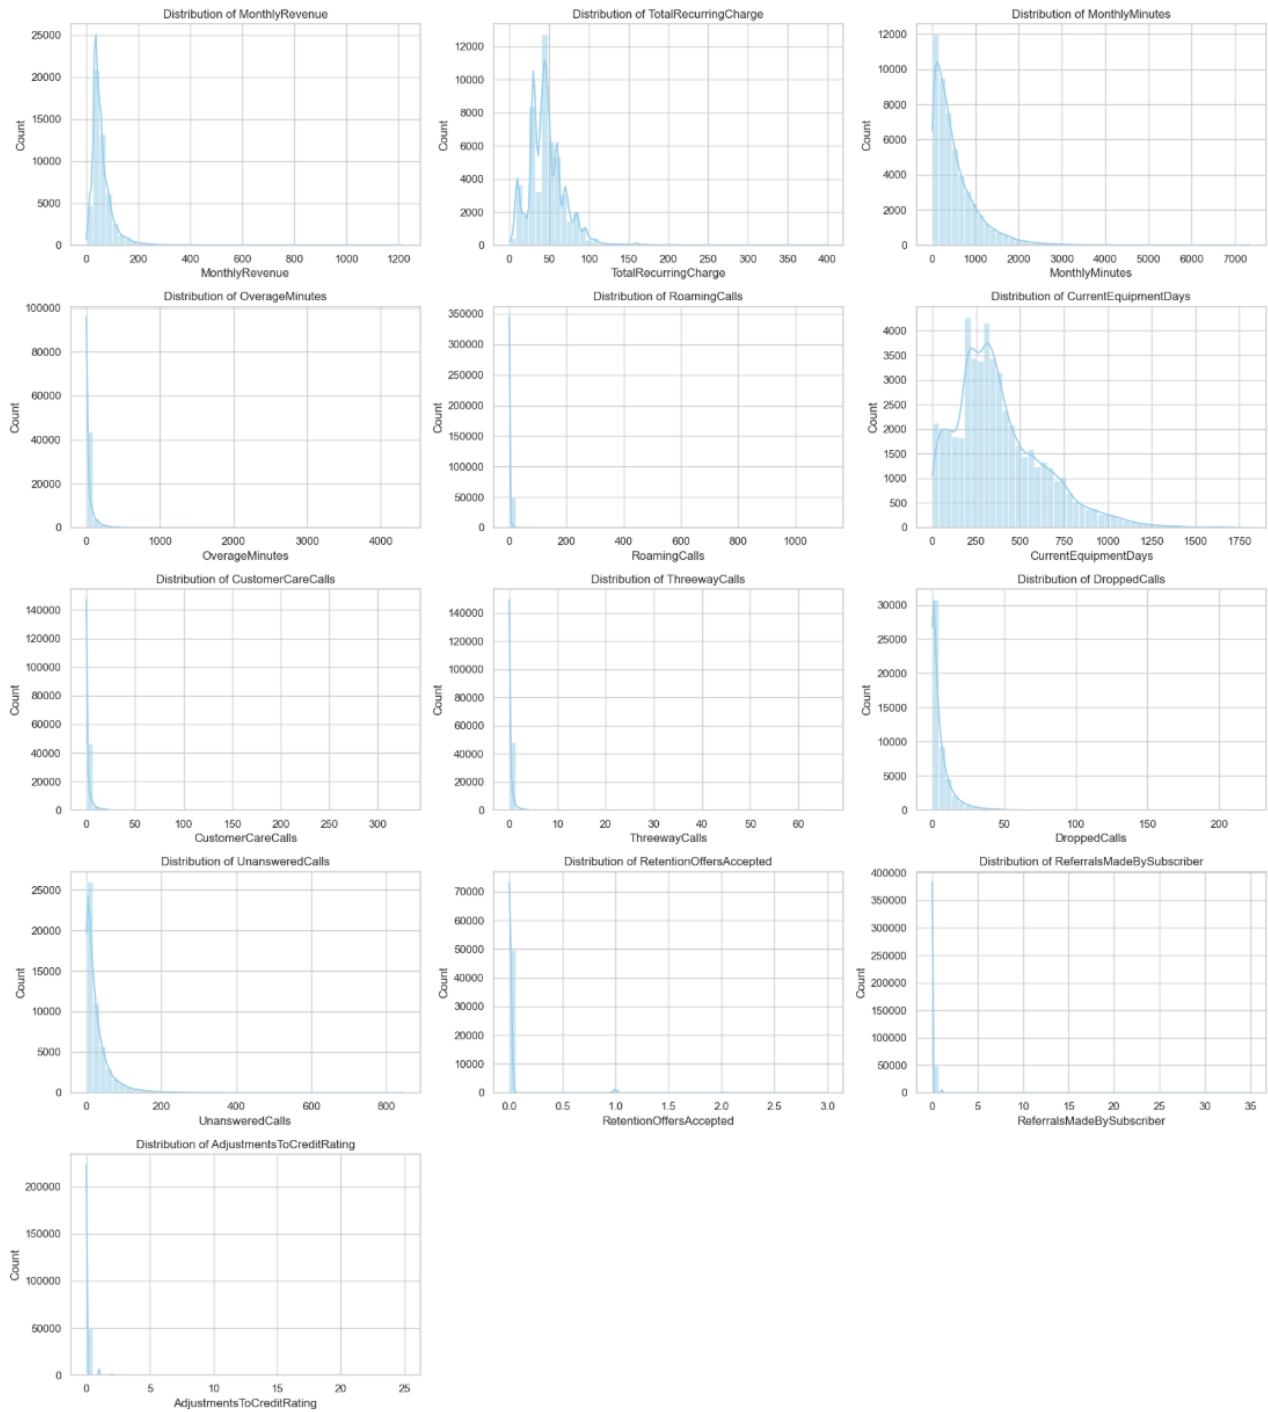 Distribution of MonthlyRevenue
Count
25000
20000
15000
10000
5000
0
0 200 400 600 800 1000 1200
MonthlyRevenue
Distribution of TotalRecurringCharge
Count
12000
10000
8000
6000
4000
2000
0
0 50 100 150 200 250 300 350 400
TotalRecurringCharge
Distribution of MonthlyMinutes
Count
12000
10000
8000
6000
4000
2000
0
0 1000 2000 3000 4000 5000 6000 7000
MonthlyMinutes
Distribution of OverageMinutes
Count
100000
80000
60000
40000
20000
0
0 1000 2000 3000 4000
OverageMinutes
Distribution of RoamingCalls
Count
350000
300000
250000
200000
150000
100000
50000
0
0 200 400 600 800 1000
RoamingCalls
Distribution of CurrentEquipmentDays
Count
4000
3500
3000
2500
2000
1500
1000
500
0
0 250 500 750 1000 1250 1500 1750
CurrentEquipmentDays
Distribution of CustomerCareCalls
Count
140000
120000
100000
80000
60000
40000
20000
0
0 50 100 150 200 250 300
CustomerCareCalls
Distribution of ThreewayCalls
Count
140000
120000
100000
80000
60000
40000
20000
0
0 10 20 30 40 50 60
ThreewayCalls
Distribution of DroppedCalls
Count
30000
25000
20000
15000
10000
5000
0
0 50 100 150 200
DroppedCalls
Distribution of UnansweredCalls
Count
25000
20000
15000
10000
5000
0
0 200 400 600 800
UnansweredCalls
Distribution of RetentionOffersAccepted
Count
70000
60000
50000
40000
30000
20000
10000
0
0.0 0.5 1.0 1.5 2.0 2.5 3.0
RetentionOffersAccepted
Distribution of ReferralsMadeBySubscriber
Count
400000
350000
300000
250000
200000
150000
100000
50000
0
0 5 10 15 20 25 30 35
ReferralsMadeBySubscriber
Distribution of AdjustmentsToCreditRating
Count
200000
150000
100000
50000
0
0 5 10 15 20 25
AdjustmentsToCreditRating